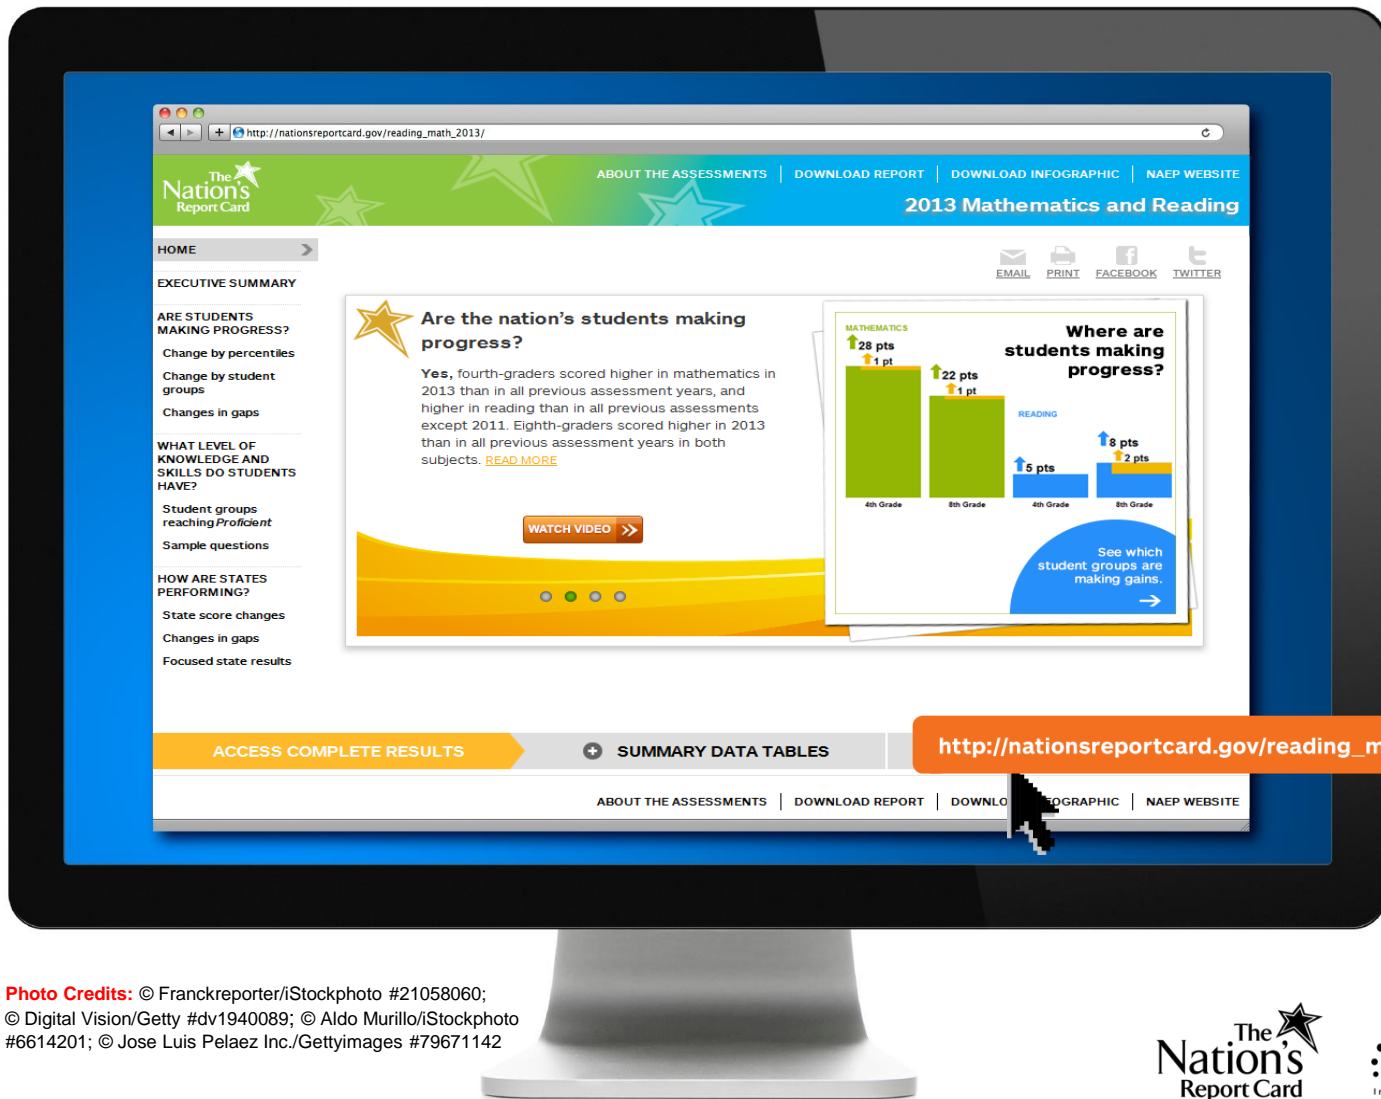 http://nationsreportcard.gov/reading_math_2013/
The
Nation's
Report Card
ABOUT THE ASSESSMENTS
DOWNLOAD REPORT
DOWNLOAD INFOGRAPHIC
NAEP WEBSITE
2013 Mathematics and Reading
HOME
EXECUTIVE SUMMARY
ARE STUDENTS
MAKING PROGRESS?
Change by percentiles
Change by student
groups
Changes in gaps
WHAT LEVEL OF
KNOWLEDGE AND
SKILLS DO STUDENTS
HAVE?
Student groups
reaching Proficient
Sample questions
HOW ARE STATES
PERFORMING?
State score changes
Changes in gaps
Focused state results
EMAIL
PRINT
FACEBOOK
TWITTER
Are the nation's students making
progress?
Yes, fourth-graders scored higher in mathematics in
2013 than in all previous assessment years, and
higher in reading than in all previous assessments
except 2011. Eighth-graders scored higher in 2013
than in all previous assessment years in both
subjects. READ MORE
WATCH VIDEO
Where are
students making
progress?
MATHEMATICS
28 pts
1 pt
22 pts
1 pt
READING
5 pts
8 pts
2 pts
4th Grade
8th Grade
4th Grade
8th Grade
See which
student groups are
making gains.
ACCESS COMPLETE RESULTS
SUMMARY DATA TABLES
http://nationsreportcard.gov/reading_m
ABOUT THE ASSESSMENTS
DOWNLOAD REPORT
DOWNLO OGRAPHIC
NAEP WEBSITE
Photo Credits: © Franckreporter/iStockphoto #21058060;
© Digital Vision/Getty #dv1940089; © Aldo Murillo/iStockphoto
#6614201; © Jose Luis Pelaez Inc./Gettyimages #79671142
The
Nation's
Report Card